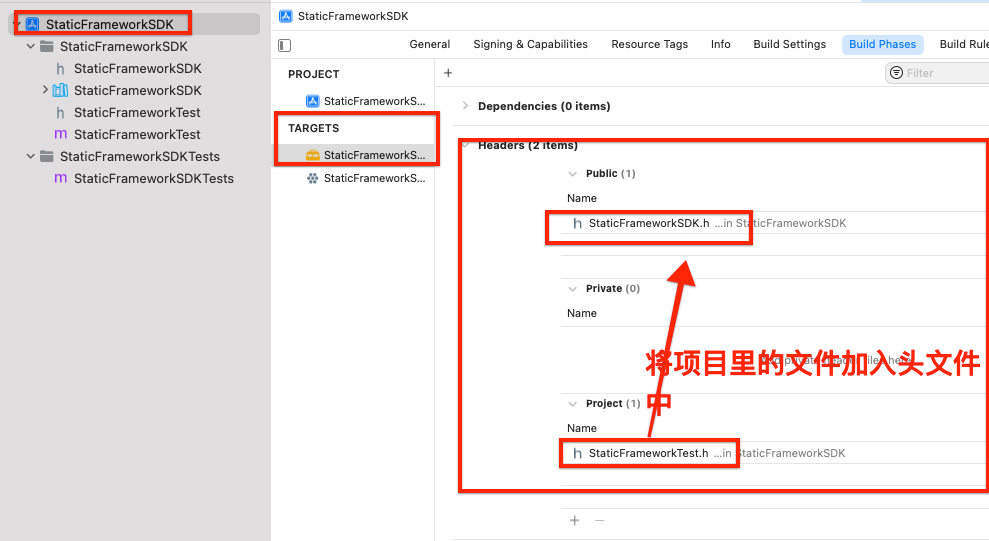 StaticFrameworkSDK
StaticFrameworkSDK
StaticFrameworkSDK
StaticFrameworkSDK
StaticFrameworkTest
StaticFrameworkTest
StaticFrameworkSDKTests
StaticFrameworkSDKTests
StaticFrameworkSDK
General Signing & Capabilities Resource Tags Info Build Settings Build Phases Build Rule
PROJECT
StaticFrameworkS...
TARGETS
StaticFrameworkS...
StaticFrameworkS...
Filter
Dependencies (0 items)
Headers (2 items)
Public (1)
Name
StaticFrameworkSDK.h ...in StaticFrameworkSDK
Private (0)
Name
将项目里的文件加入头文件
中
Project (1)
Name
StaticFrameworkTest.h ...in StaticFrameworkSDK